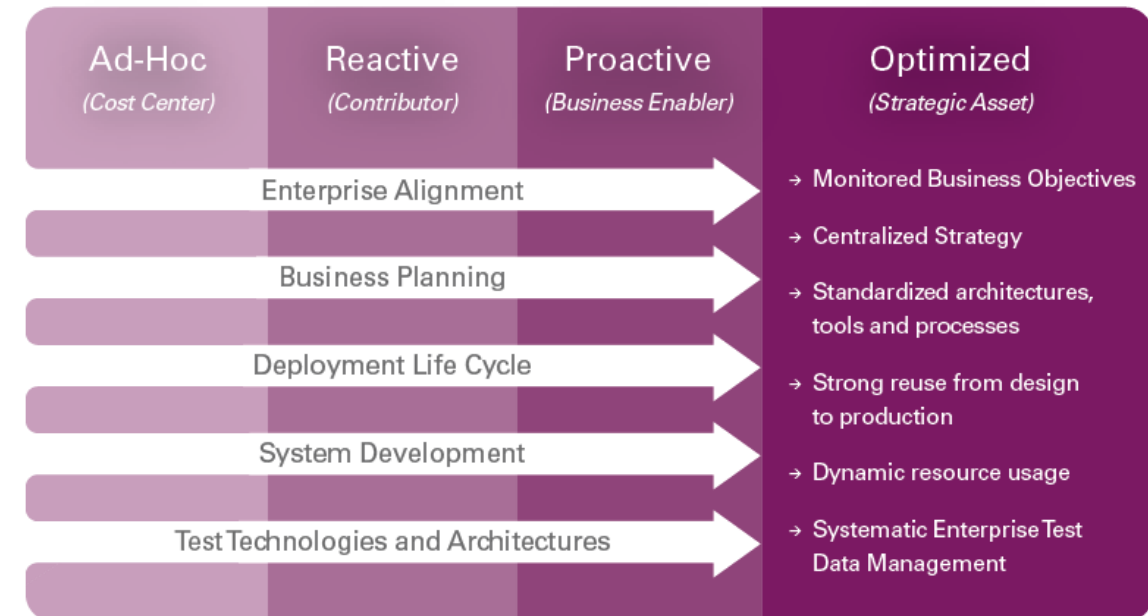 Ad-Hoc
(Cost Center)
Reactive
(Contributor)
Proactive
(Business Enabler)
Optimized
(Strategic Asset)
Enterprise Alignment
Business Planning
Deployment Life Cycle
System Development
Test Technologies and Architectures
→ Monitored Business Objectives
→ Centralized Strategy
→ Standardized architectures,
tools and processes
→ Strong reuse from design
to production
→ Dynamic resource usage
→ Systematic Enterprise Test
Data Management